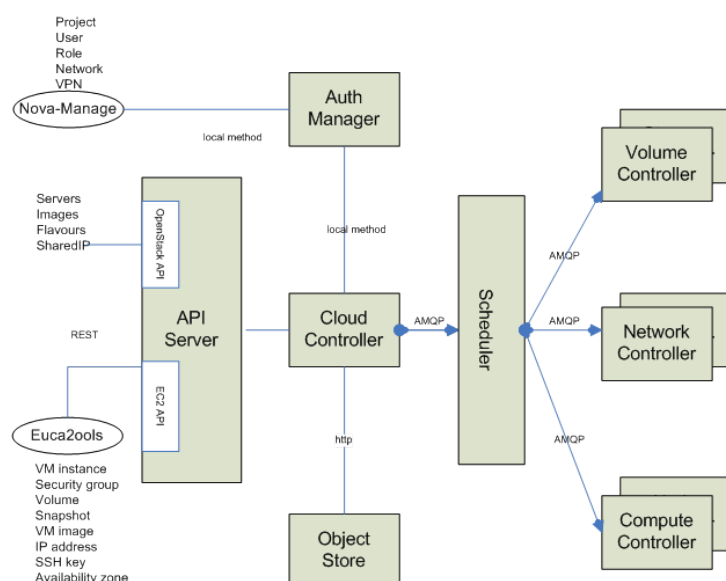 Project
User
Role
Network
VPN
Nova-Manage
Auth
Manager
local method
Volume
Controller
Servers
Images
Flavours
SharedIP
OpenStack API
local method
AMQP
API
Server
Cloud
Controller
AMQP
Scheduler
AMQP
Network
Controller
REST
EC2 API
Euca2ools
http
AMQP
VM instance
Security group
Volume
Snapshot
VM image
IP address
SSH key
Availability zone
Object
Store
Compute
Controller